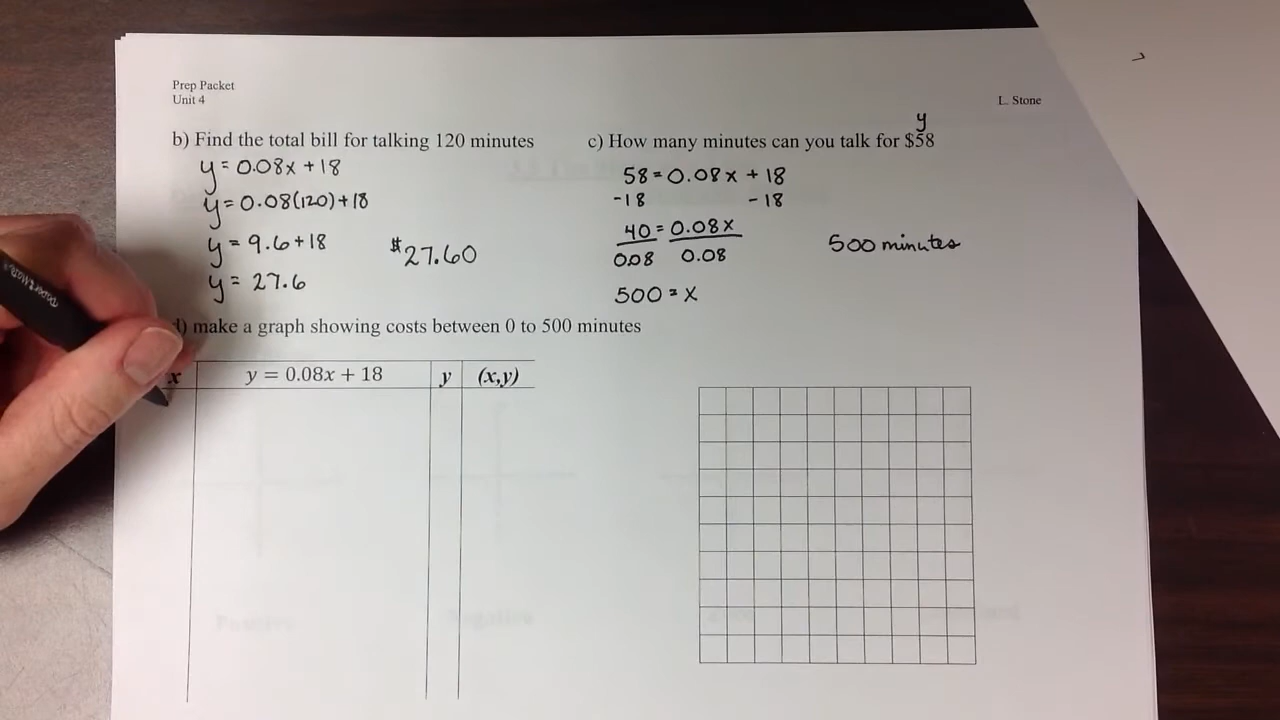 Prep Packet
Unit 4
L. Stone
b) Find the total bill for talking 120 minutes
y = 0.08x + 18
y = 0.08(120) + 18
y = 9.6 + 18
y = 27.6
$27.60
y
c) How many minutes can you talk for $58
58 = 0.08x + 18
-18 - 18
40 = 0.08x
0.08 0.08
500 = x
500 minutes
d) make a graph showing costs between 0 to 500 minutes
x y = 0.08x + 18 y (x,y)